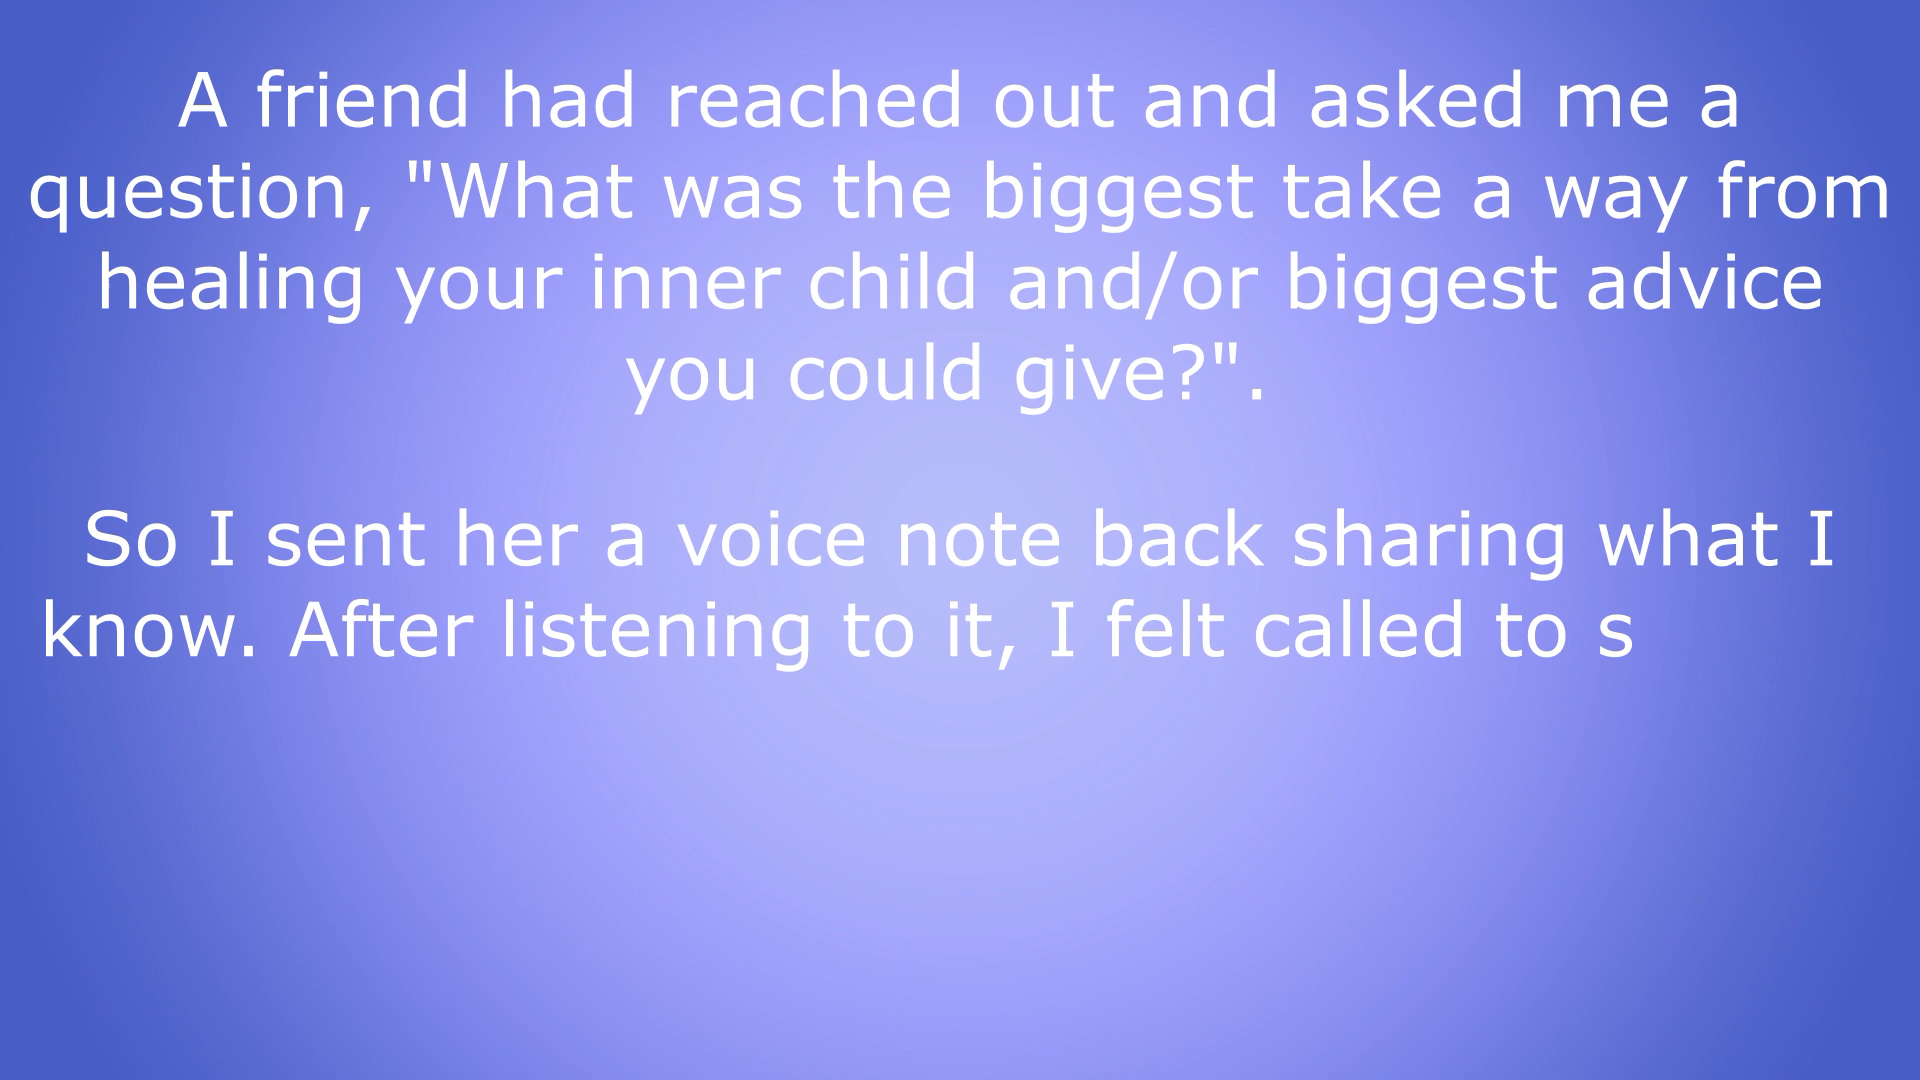 A friend had reached out and asked me a
question, "What was the biggest take a way from
healing your inner child and/or biggest advice
you could give?".
So I sent her a voice note back sharing what I
know. After listening to it, I felt called to s